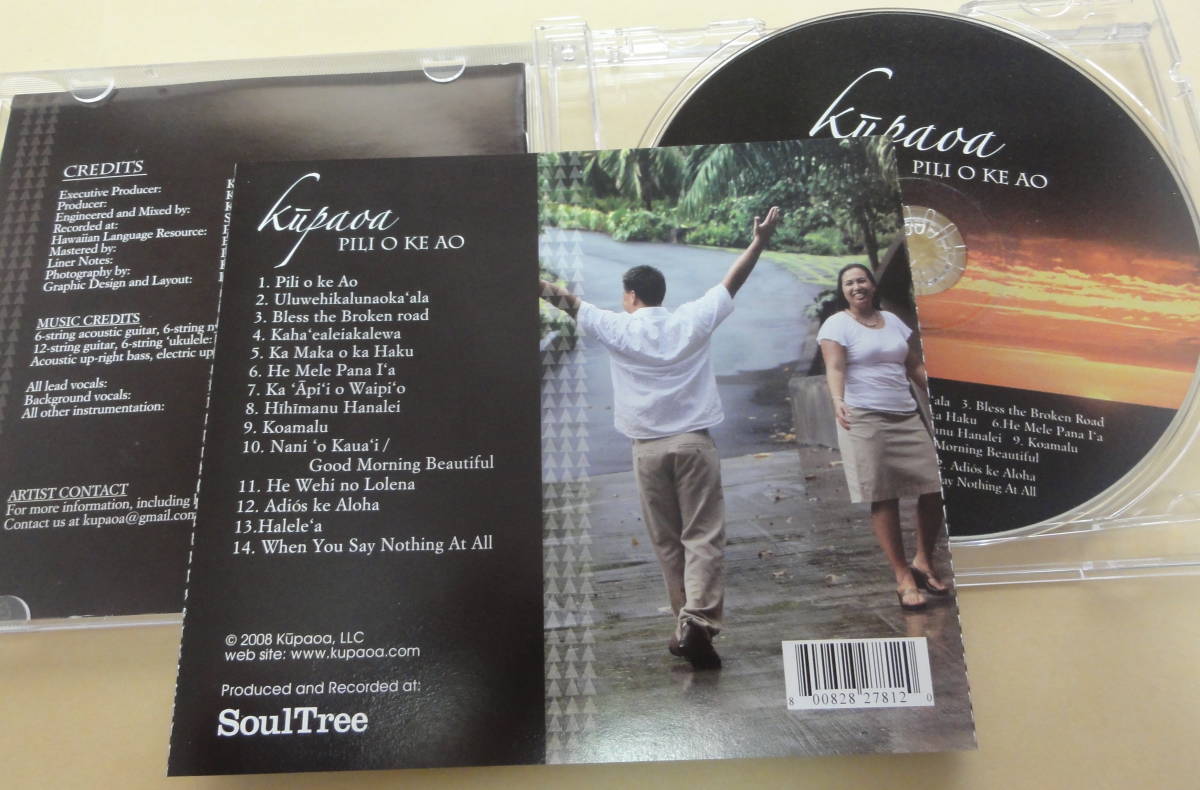 CREDITS
Executive Producer:
Producer:
Engineered and Mixed by:
Recorded at:
Hawaiian Language Resource:
Mastered by:
Liner Notes:
Photography by:
Graphic Design and Layout:
MUSIC CREDITS
6-string acoustic guitar, 6-string
12-string guitar, 6-string ʻukulele:
Acoustic up-right bass, electric
All lead vocals:
Background vocals:
All other instrumentation:
ARTIST CONTACT
For more information, including
Contact us at kupaoa@gmail.com
kūpaoa
PILI O KE AO
1. Pili o ke Ao
2. Uluwehikalunaokaʻala
3. Bless the Broken road
4. Kahaʻealeiakalewa
5. Ka Maka o ka Haku
6. He Mele Pana Iʻa
7. Ka ʻĀpiʻi o Waipiʻo
8. Hīhīmanu Hanalei
9. Koamalu
10. Nani ʻo Kauaʻi /
Good Morning Beautiful
11. He Wehi no Lolena
12. Adiós ke Aloha
13.Haleleʻa
14. When You Say Nothing At All
© 2008 Kūpaoa, LLC
web site: www.kupaoa.com
Produced and Recorded at:
SoulTree
8 00828 27812 0
kūpaoa
PILI O KE AO
ʻala 3. Bless the Broken Road
ka Haku 6.He Mele Pana Iʻa
Hanalei 9. Koamalu
Morning Beautiful
Adiós ke Aloha
Say Nothing At All